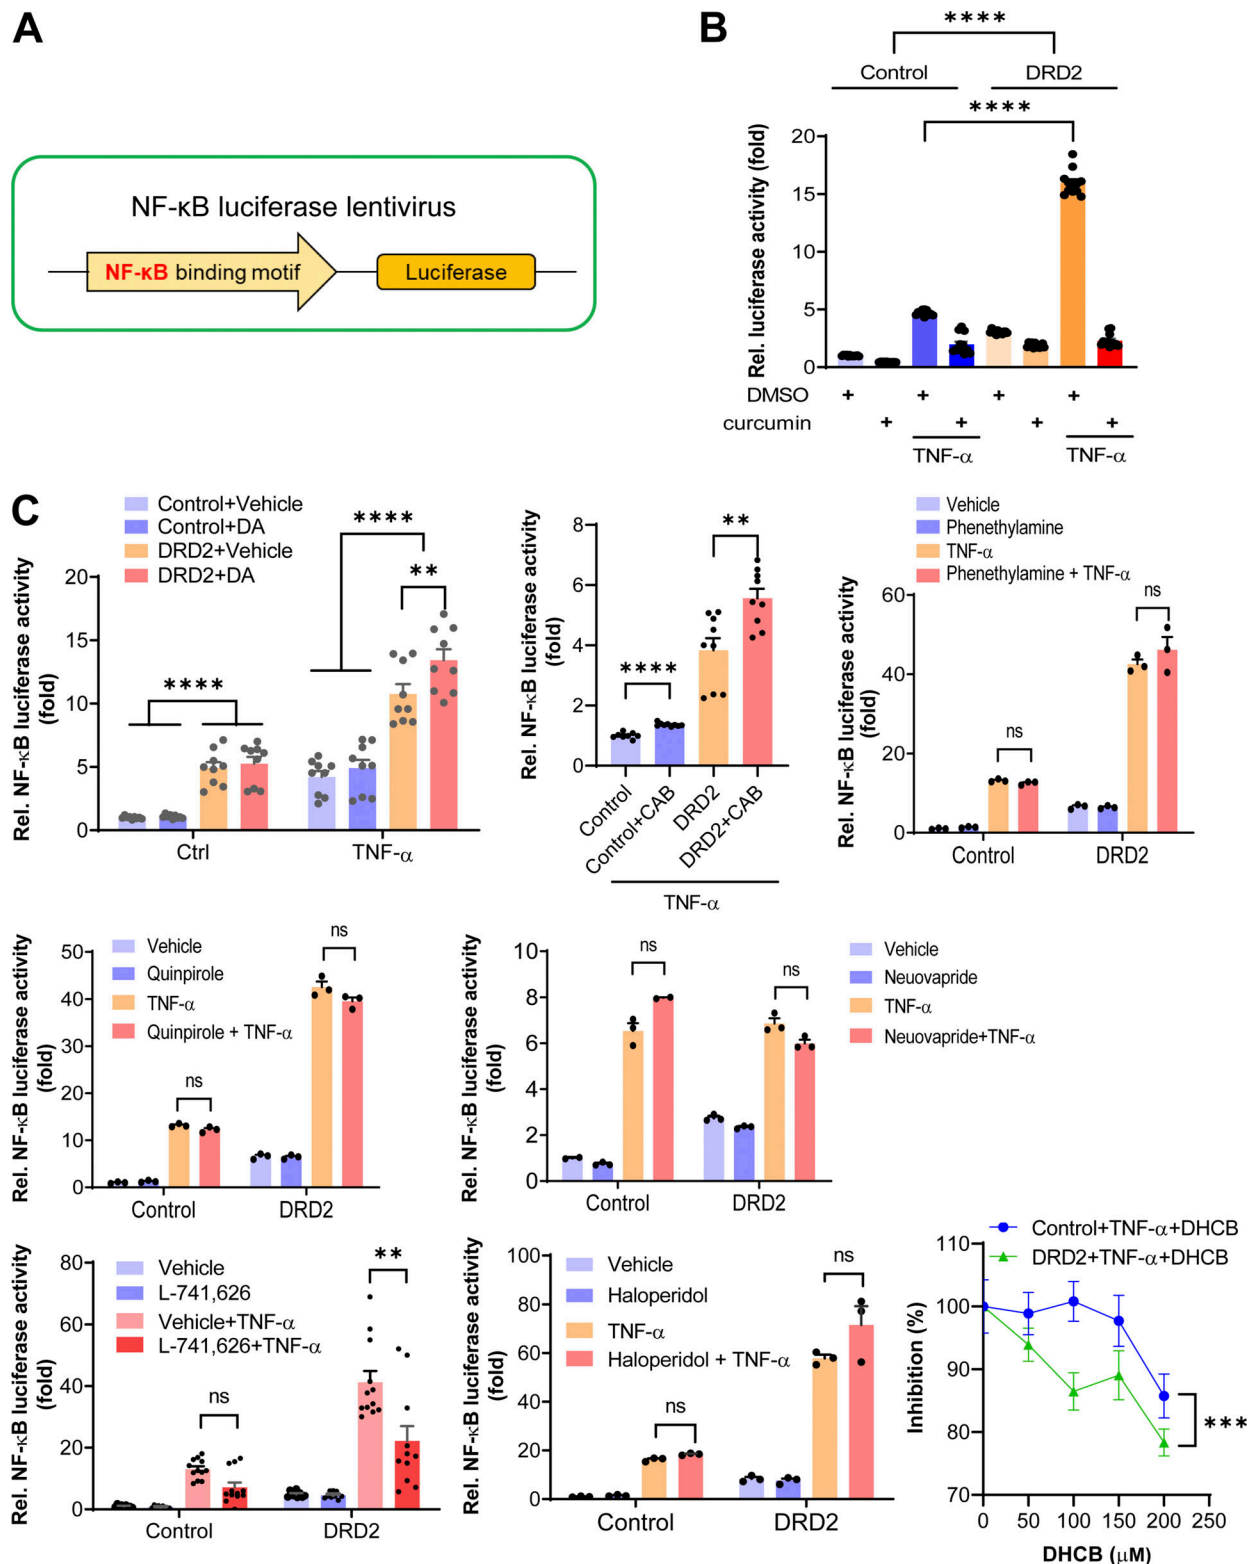 A
NF-κB luciferase lentivirus
NF-κB binding motif
Luciferase
B
****
Control
DRD2
****
Rel. luciferase activity (fold)
20
15
10
5
0
DMSO + + + +
curcumin + + + +
TNF-α
TNF-α
C
Control+Vehicle
Control+DA
DRD2+Vehicle
DRD2+DA
Rel. NF-κB luciferase activity
(fold)
20
15
10
5
0
****
****
**
Ctrl
TNF-α
Rel. NF-κB luciferase activity
(fold)
8
6
4
2
0
****
**
Control
Control+CAB
DRD2
DRD2+CAB
TNF-α
Vehicle
Phenethylamine
TNF-α
Phenethylamine + TNF-α
Rel. NF-κB luciferase activity
(fold)
60
40
20
0
ns
ns
Control
DRD2
Vehicle
Quinpirole
TNF-α
Quinpirole + TNF-α
Rel. NF-κB luciferase activity
(fold)
50
40
30
20
10
0
ns
ns
Control
DRD2
Rel. NF-κB luciferase activity
(fold)
8
6
4
2
0
ns
ns
Control
DRD2
Vehicle
Neuovapride
TNF-α
Neuovapride+TNF-α
Vehicle
L-741,626
Vehicle+TNF-α
L-741,626+TNF-α
Rel. NF-κB luciferase activity
(fold)
80
60
40
20
0
ns
**
Control
DRD2
Vehicle
Haloperidol
TNF-α
Haloperidol + TNF-α
Rel. NF-κB luciferase activity
(fold)
100
80
60
40
20
0
ns
ns
Control
DRD2
Control+TNF-α+DHCB
DRD2+TNF-α+DHCB
Inhibition (%)
110
100
90
80
70
***
0 50 100 150 200 250
DHCB (μM)